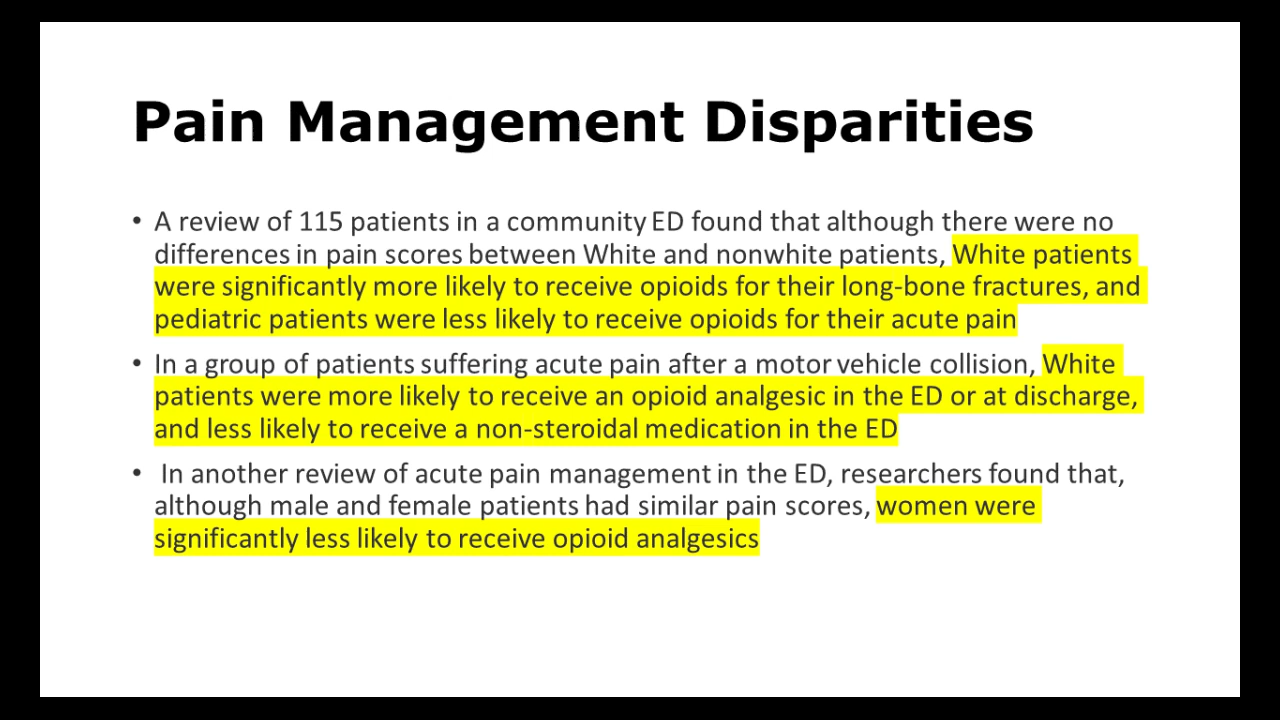 Pain Management Disparities
• A review of 115 patients in a community ED found that although there were no
differences in pain scores between White and nonwhite patients, White patients
were significantly more likely to receive opioids for their long-bone fractures, and
pediatric patients were less likely to receive opioids for their acute pain
• In a group of patients suffering acute pain after a motor vehicle collision, White
patients were more likely to receive an opioid analgesic in the ED or at discharge,
and less likely to receive a non-steroidal medication in the ED
• In another review of acute pain management in the ED, researchers found that,
although male and female patients had similar pain scores, women were
significantly less likely to receive opioid analgesics